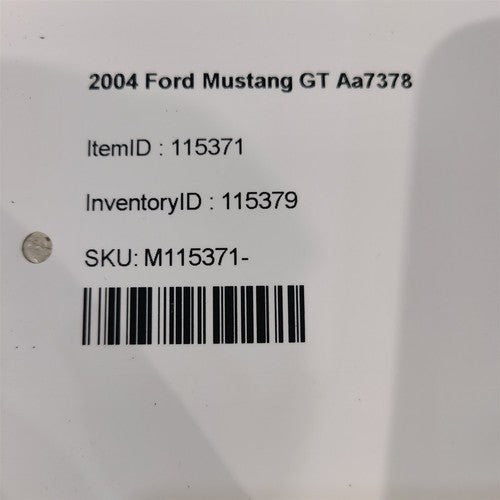 2004 Ford Mustang GT Aa7378
ItemID : 115371
InventoryID : 115379
SKU: M115371-